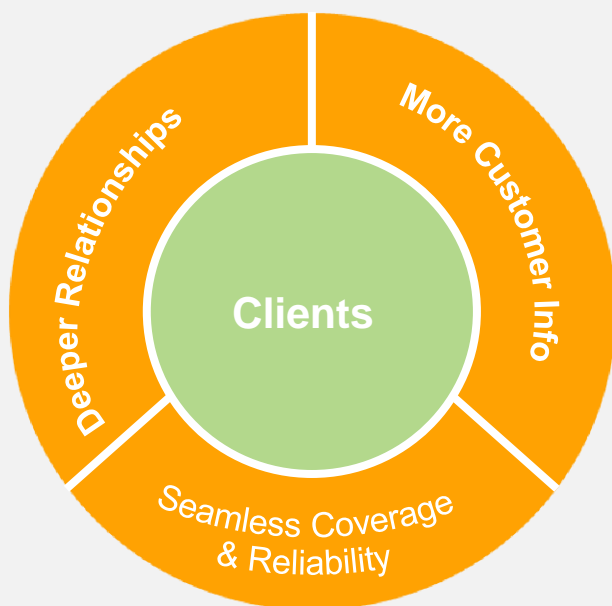 Deeper Relationships
More Customer Info
Clients
Seamless Coverage
& Reliability